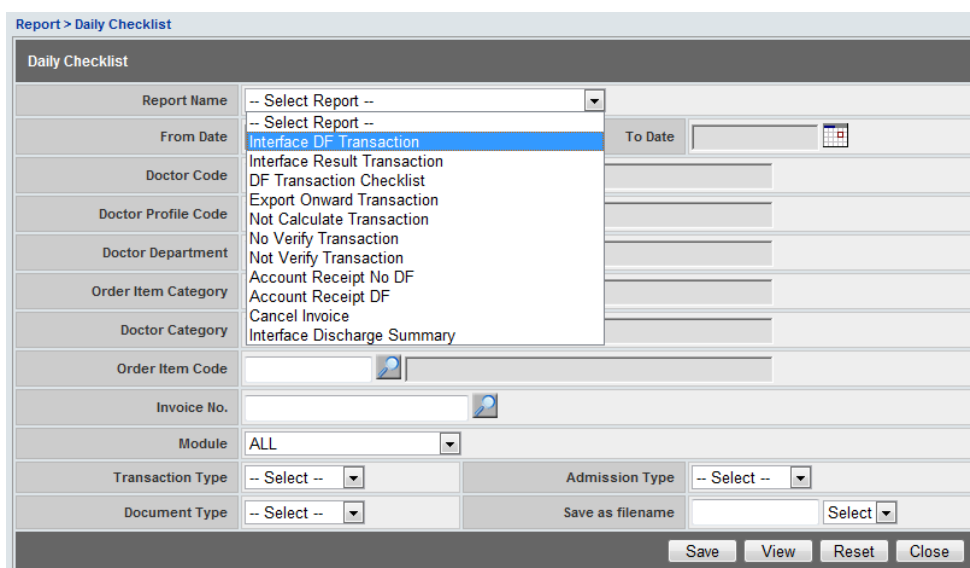 Report > Daily Checklist
Daily Checklist
Report Name -- Select Report --
-- Select Report --
From Date Interface DF Transaction To Date
Interface Result Transaction
Doctor Code DF Transaction Checklist
Export Onward Transaction
Doctor Profile Code Not Calculate Transaction
No Verify Transaction
Doctor Department Not Verify Transaction
Account Receipt No DF
Order Item Category Account Receipt DF
Cancel Invoice
Doctor Category Interface Discharge Summary
Order Item Code
Invoice No.
Module ALL
Transaction Type -- Select -- Admission Type -- Select --
Document Type -- Select -- Save as filename Select
Save View Reset Close